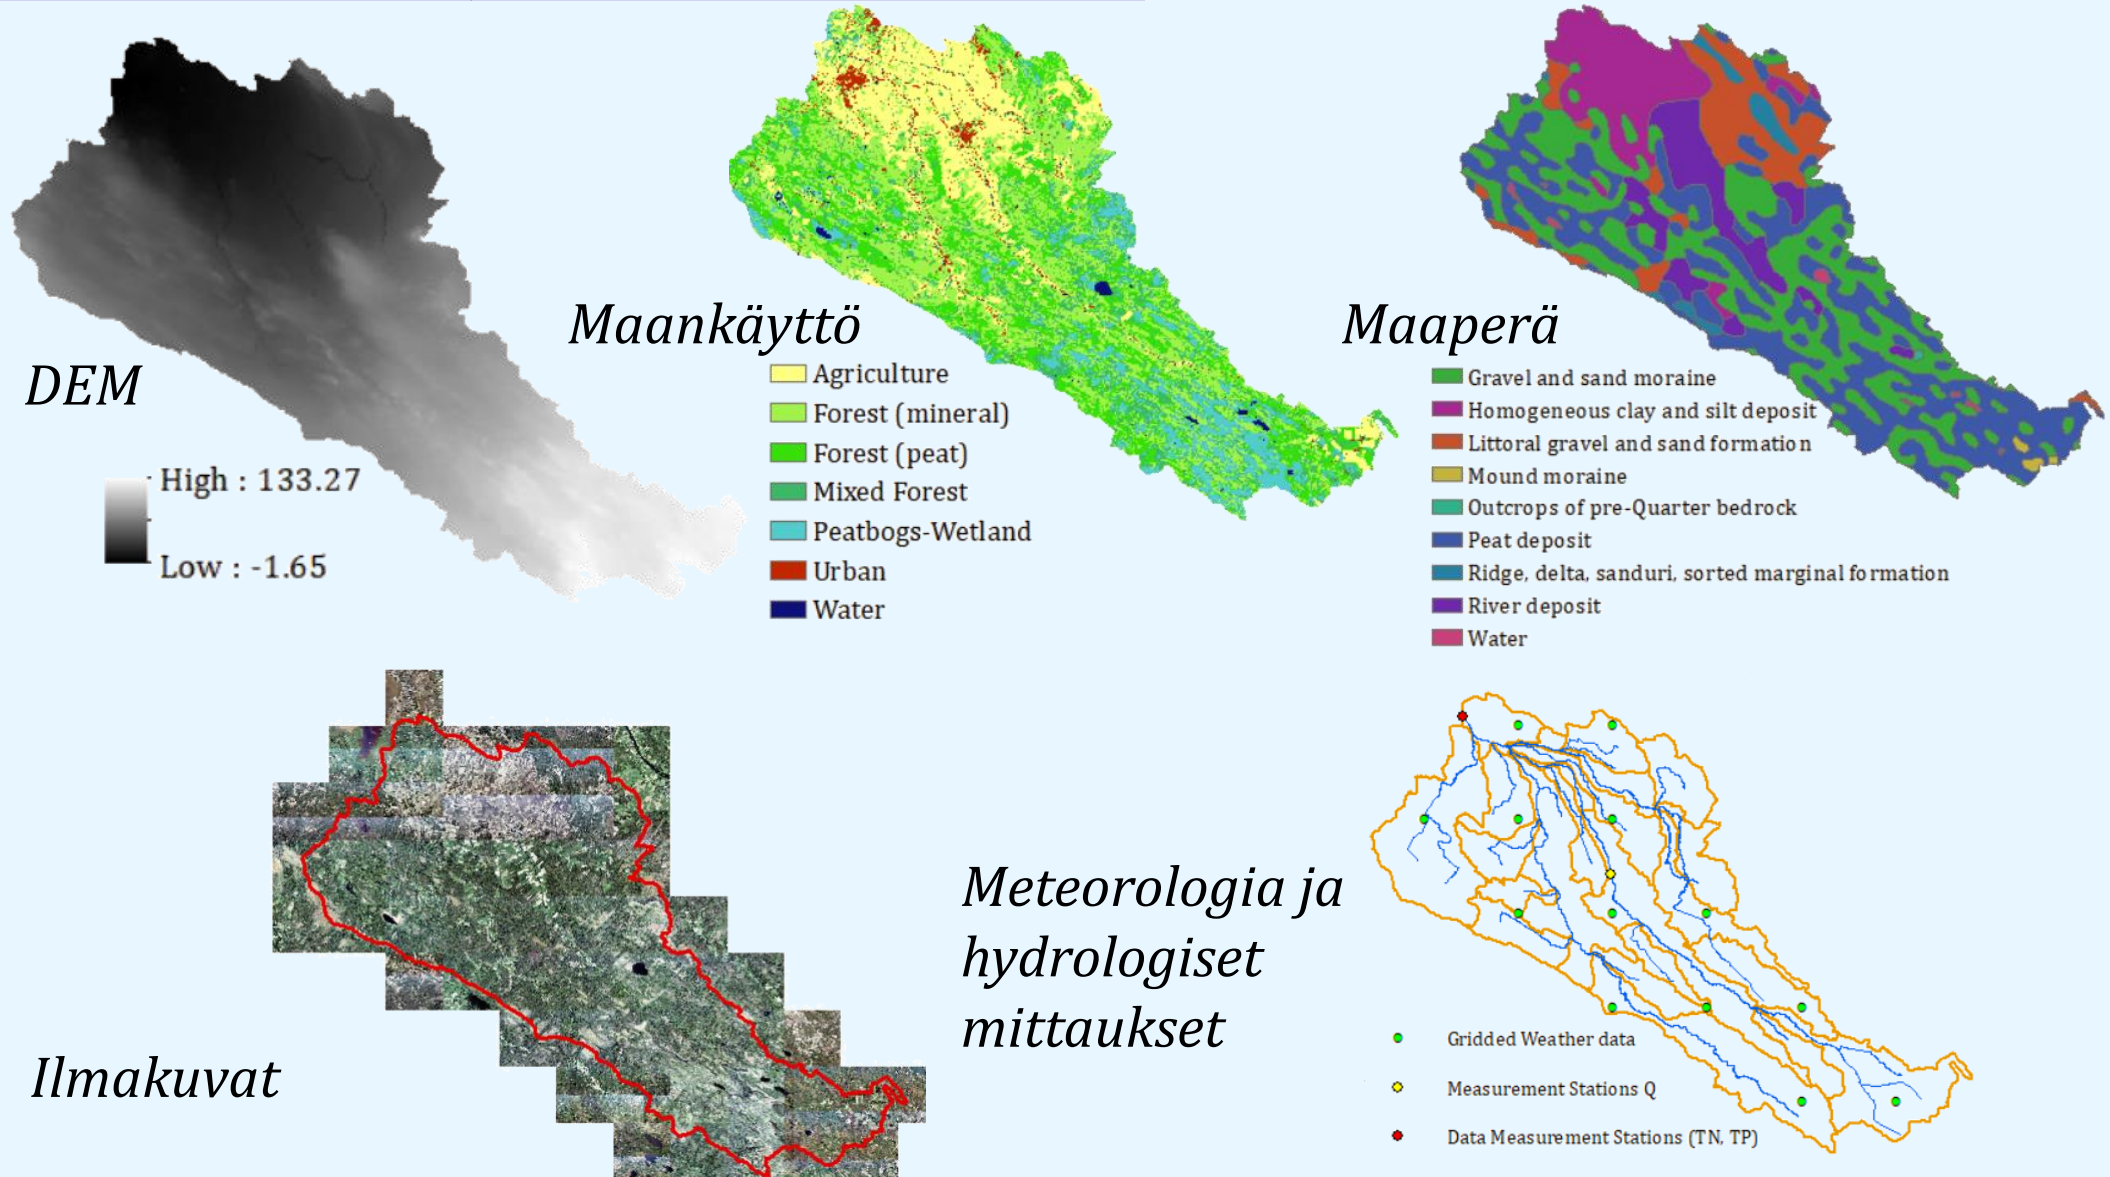 DEM
High : 133.27
Low : -1.65
Maankäyttö
Agriculture
Forest (mineral)
Forest (peat)
Mixed Forest
Peatbogs-Wetland
Urban
Water
Maaperä
Gravel and sand moraine
Homogeneous clay and silt deposit
Littoral gravel and sand formation
Mound moraine
Outcrops of pre-Quarter bedrock
Peat deposit
Ridge, delta, sanduri, sorted marginal formation
River deposit
Water
Ilmakuvat
Meteorologia ja
hydrologiset
mittaukset
Gridded Weather data
Measurement Stations Q
Data Measurement Stations (TN, TP)